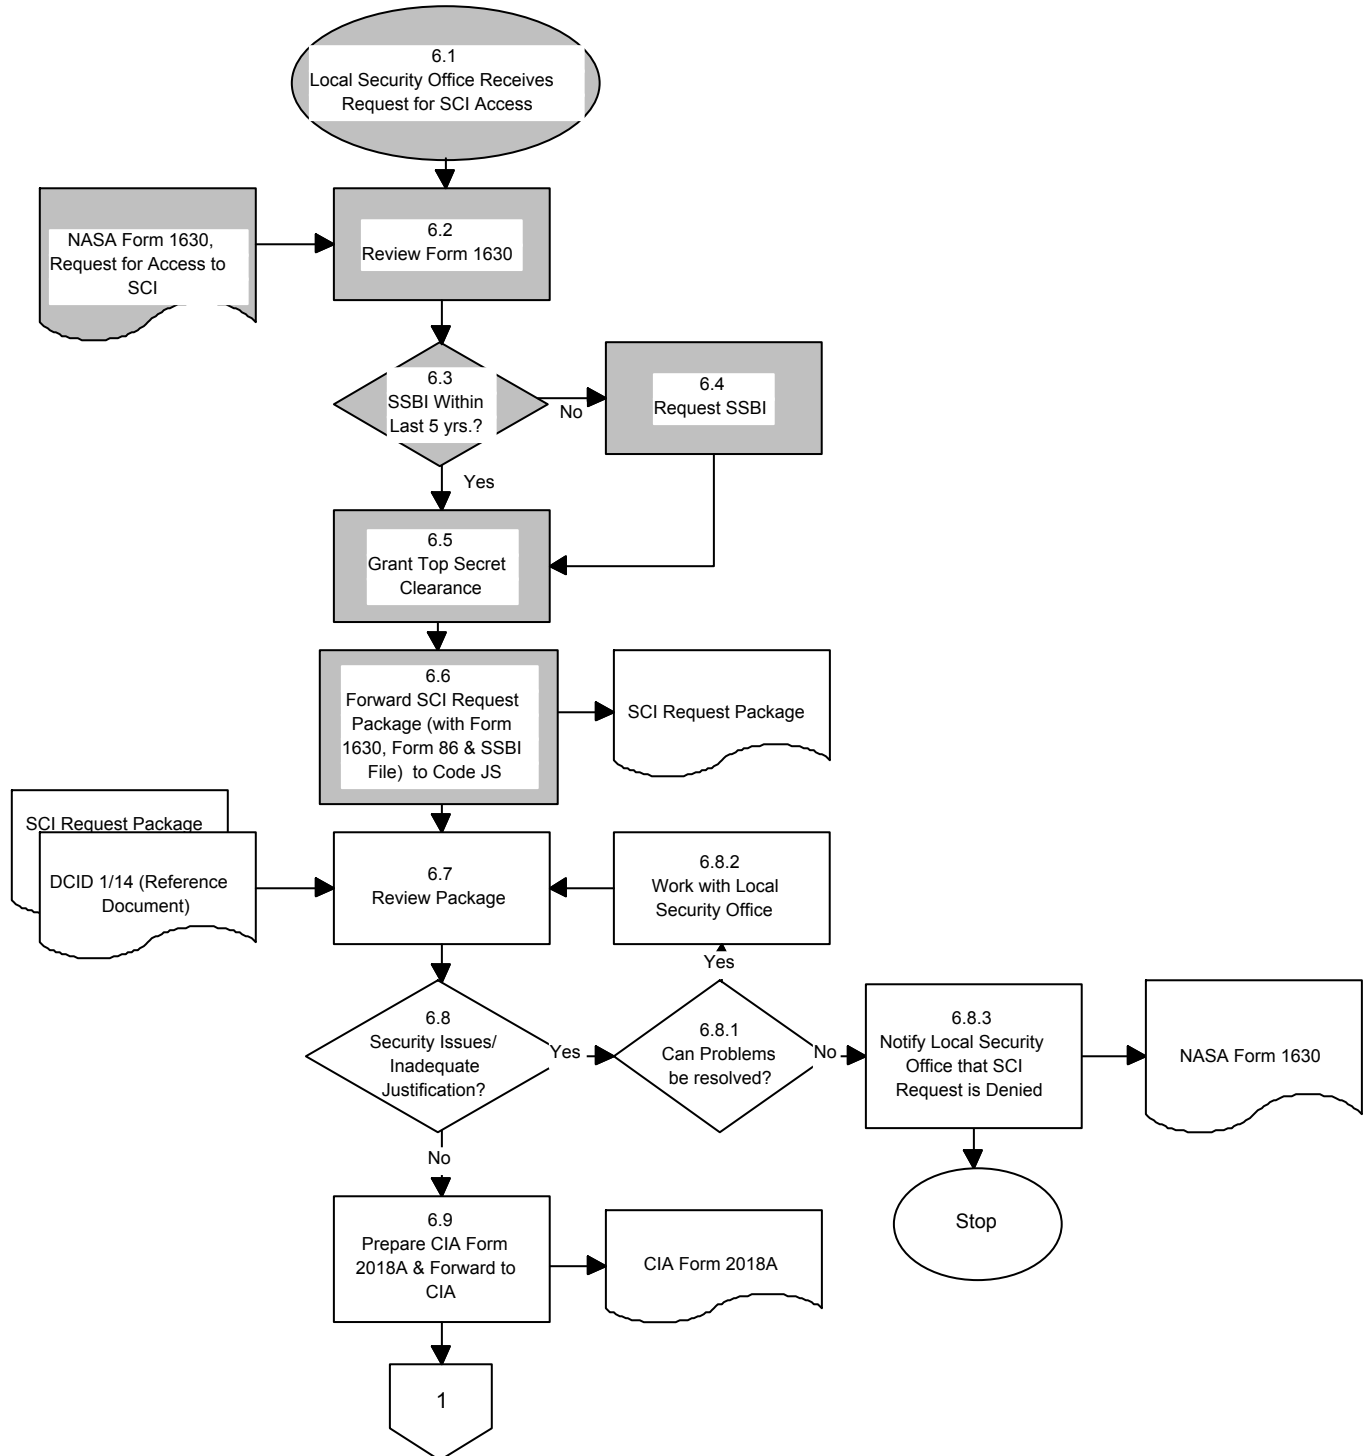 6.1
Local Security Office Receives
Request for SCI Access
NASA Form 1630,
Request for Access to
SCI
6.2
Review Form 1630
6.3
SSBI Within
Last 5 yrs.?
No
6.4
Request SSBI
Yes
6.5
Grant Top Secret
Clearance
6.6
Forward SCI Request
Package (with Form
1630, Form 86 & SSBI
File) to Code JS
SCI Request Package
SCI Request Package
DCID 1/14 (Reference
Document)
6.7
Review Package
6.8.2
Work with Local
Security Office
Yes
6.8
Security Issues/
Inadequate
Justification?
Yes
6.8.1
Can Problems
be resolved?
No
6.8.3
Notify Local Security
Office that SCI
Request is Denied
NASA Form 1630
No
Stop
6.9
Prepare CIA Form
2018A & Forward to
CIA
CIA Form 2018A
1